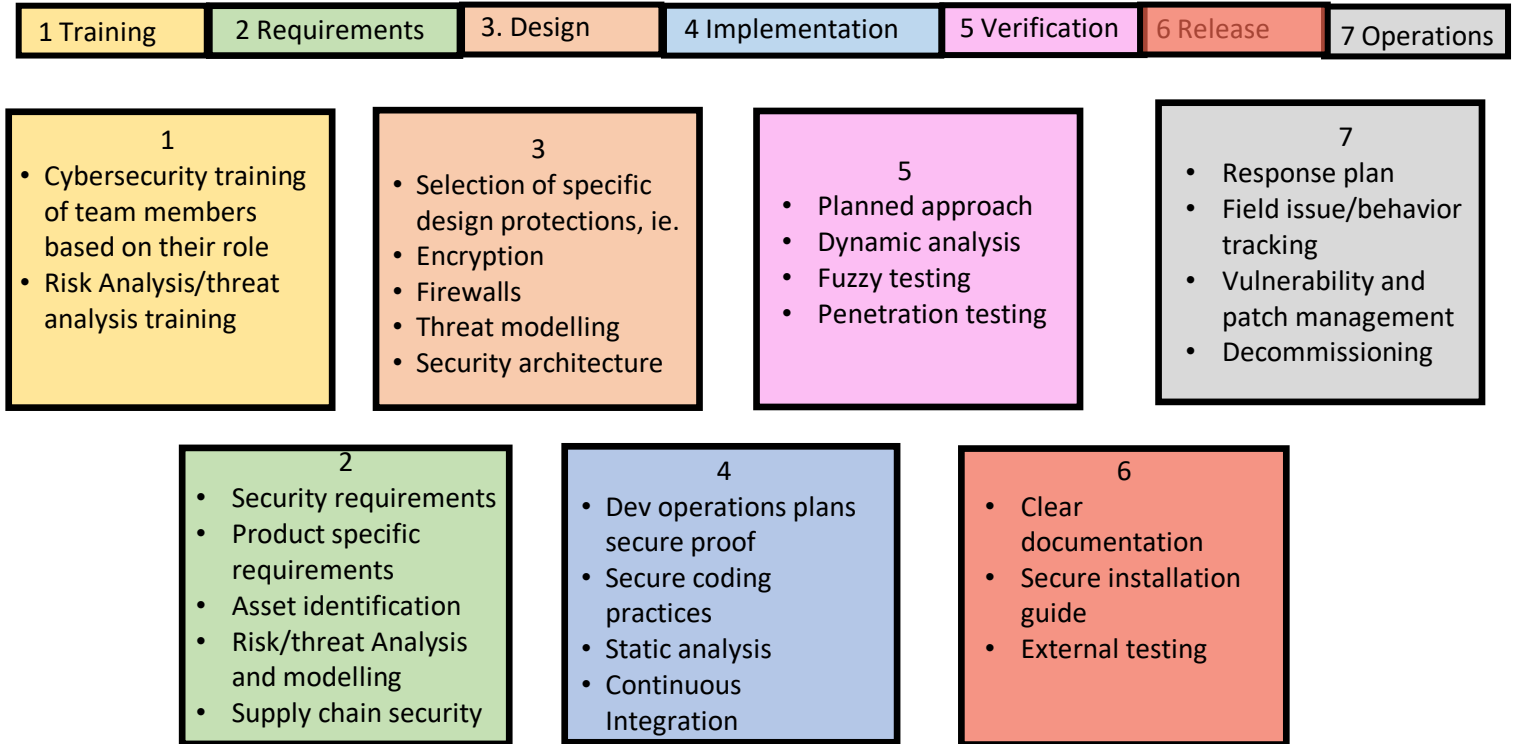 1 Training
2 Requirements
3. Design
4 Implementation
5 Verification
6 Release
7 Operations
1
• Cybersecurity training
of team members
based on their role
• Risk Analysis/threat
analysis training
3
• Selection of specific
design protections, ie.
• Encryption
• Firewalls
• Threat modelling
• Security architecture
5
• Planned approach
• Dynamic analysis
• Fuzzy testing
• Penetration testing
7
• Response plan
• Field issue/behavior
tracking
• Vulnerability and
patch management
• Decommissioning
2
• Security requirements
• Product specific
requirements
• Asset identification
• Risk/threat Analysis
and modelling
• Supply chain security
4
• Dev operations plans
secure proof
• Secure coding
practices
• Static analysis
• Continuous
Integration
6
• Clear
documentation
• Secure installation
guide
• External testing